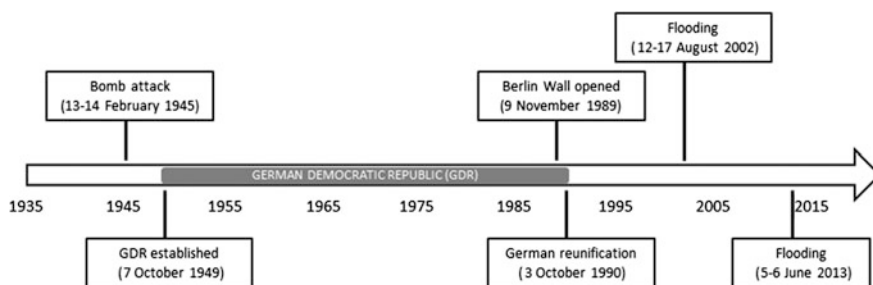 Flooding
(12-17 August 2002)
Bomb attack
(13-14 February 1945)
Berlin Wall opened
(9 November 1989)
GERMAN DEMOCRATIC REPUBLIC (GDR)
1935 1945 1955 1965 1975 1985 1995 2005 2015
GDR established
(7 October 1949)
German reunification
(3 October 1990)
Flooding
(5-6 June 2013)